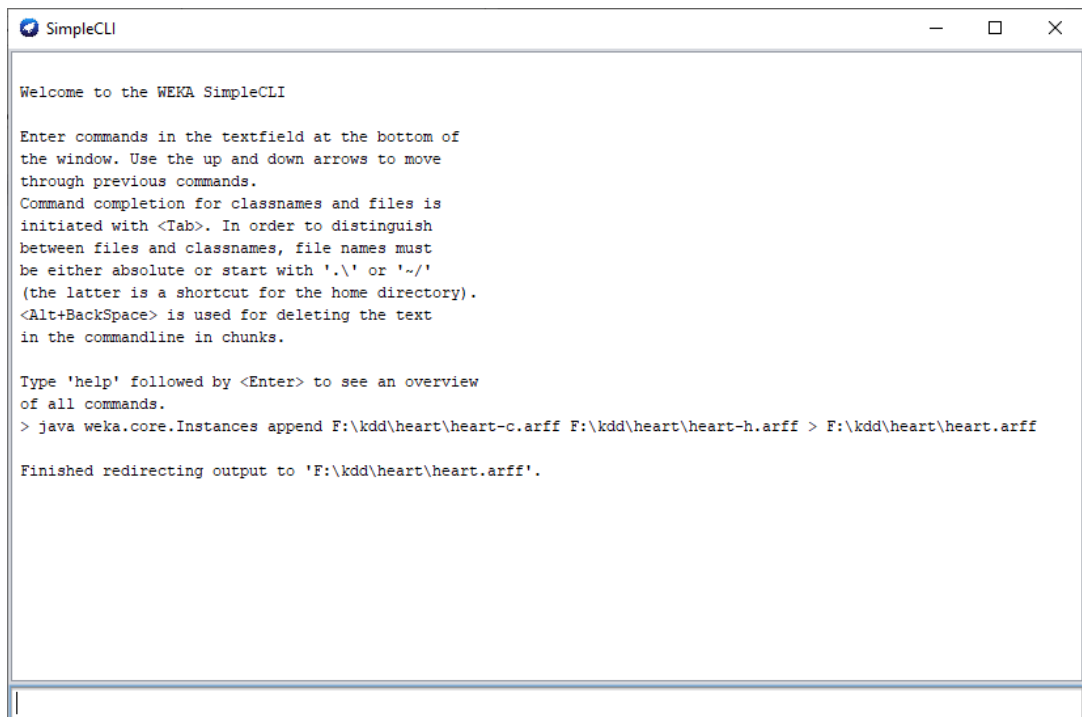 SimpleCLI
Welcome to the WEKA SimpleCLI
Enter commands in the textfield at the bottom of
the window. Use the up and down arrows to move
through previous commands.
Command completion for classnames and files is
initiated with <Tab>. In order to distinguish
between files and classnames, file names must
be either absolute or start with '.\' or '~/'
(the latter is a shortcut for the home directory).
<Alt+BackSpace> is used for deleting the text
in the commandline in chunks.
Type 'help' followed by <Enter> to see an overview
of all commands.
> java weka.core.Instances append F:\kdd\heart\heart-c.arff F:\kdd\heart\heart-h.arff > F:\kdd\heart\heart.arff
Finished redirecting output to 'F:\kdd\heart\heart.arff'.